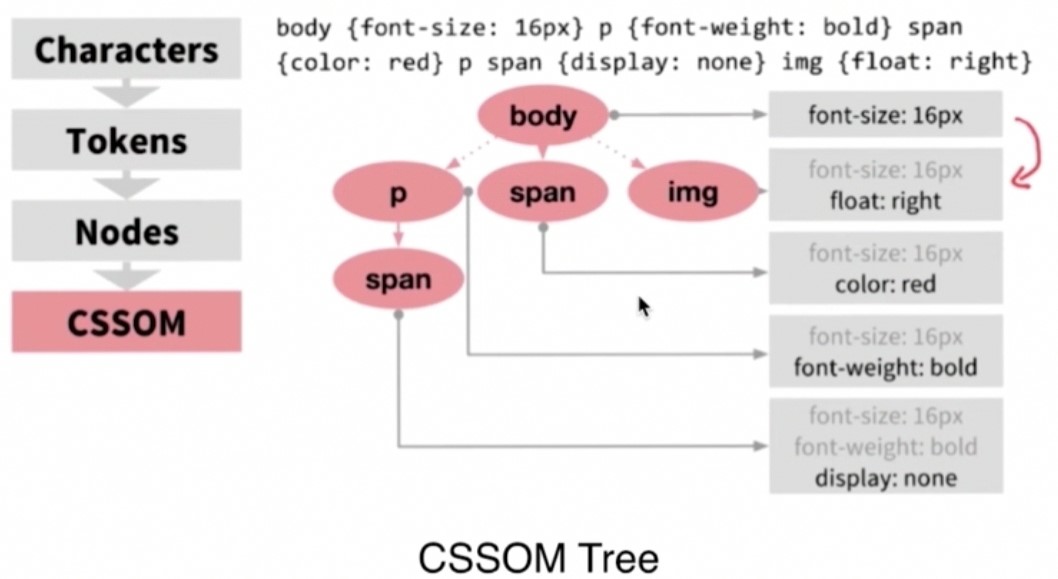 Characters
Tokens
Nodes
CSSOM
body {font-size: 16px} p {font-weight: bold} span
{color: red} p span {display: none} img {float: right}
body
p
span
img
span
font-size: 16px
font-size: 16px
float: right
font-size: 16px
color: red
font-size: 16px
font-weight: bold
font-size: 16px
font-weight: bold
display: none
CSSOM Tree